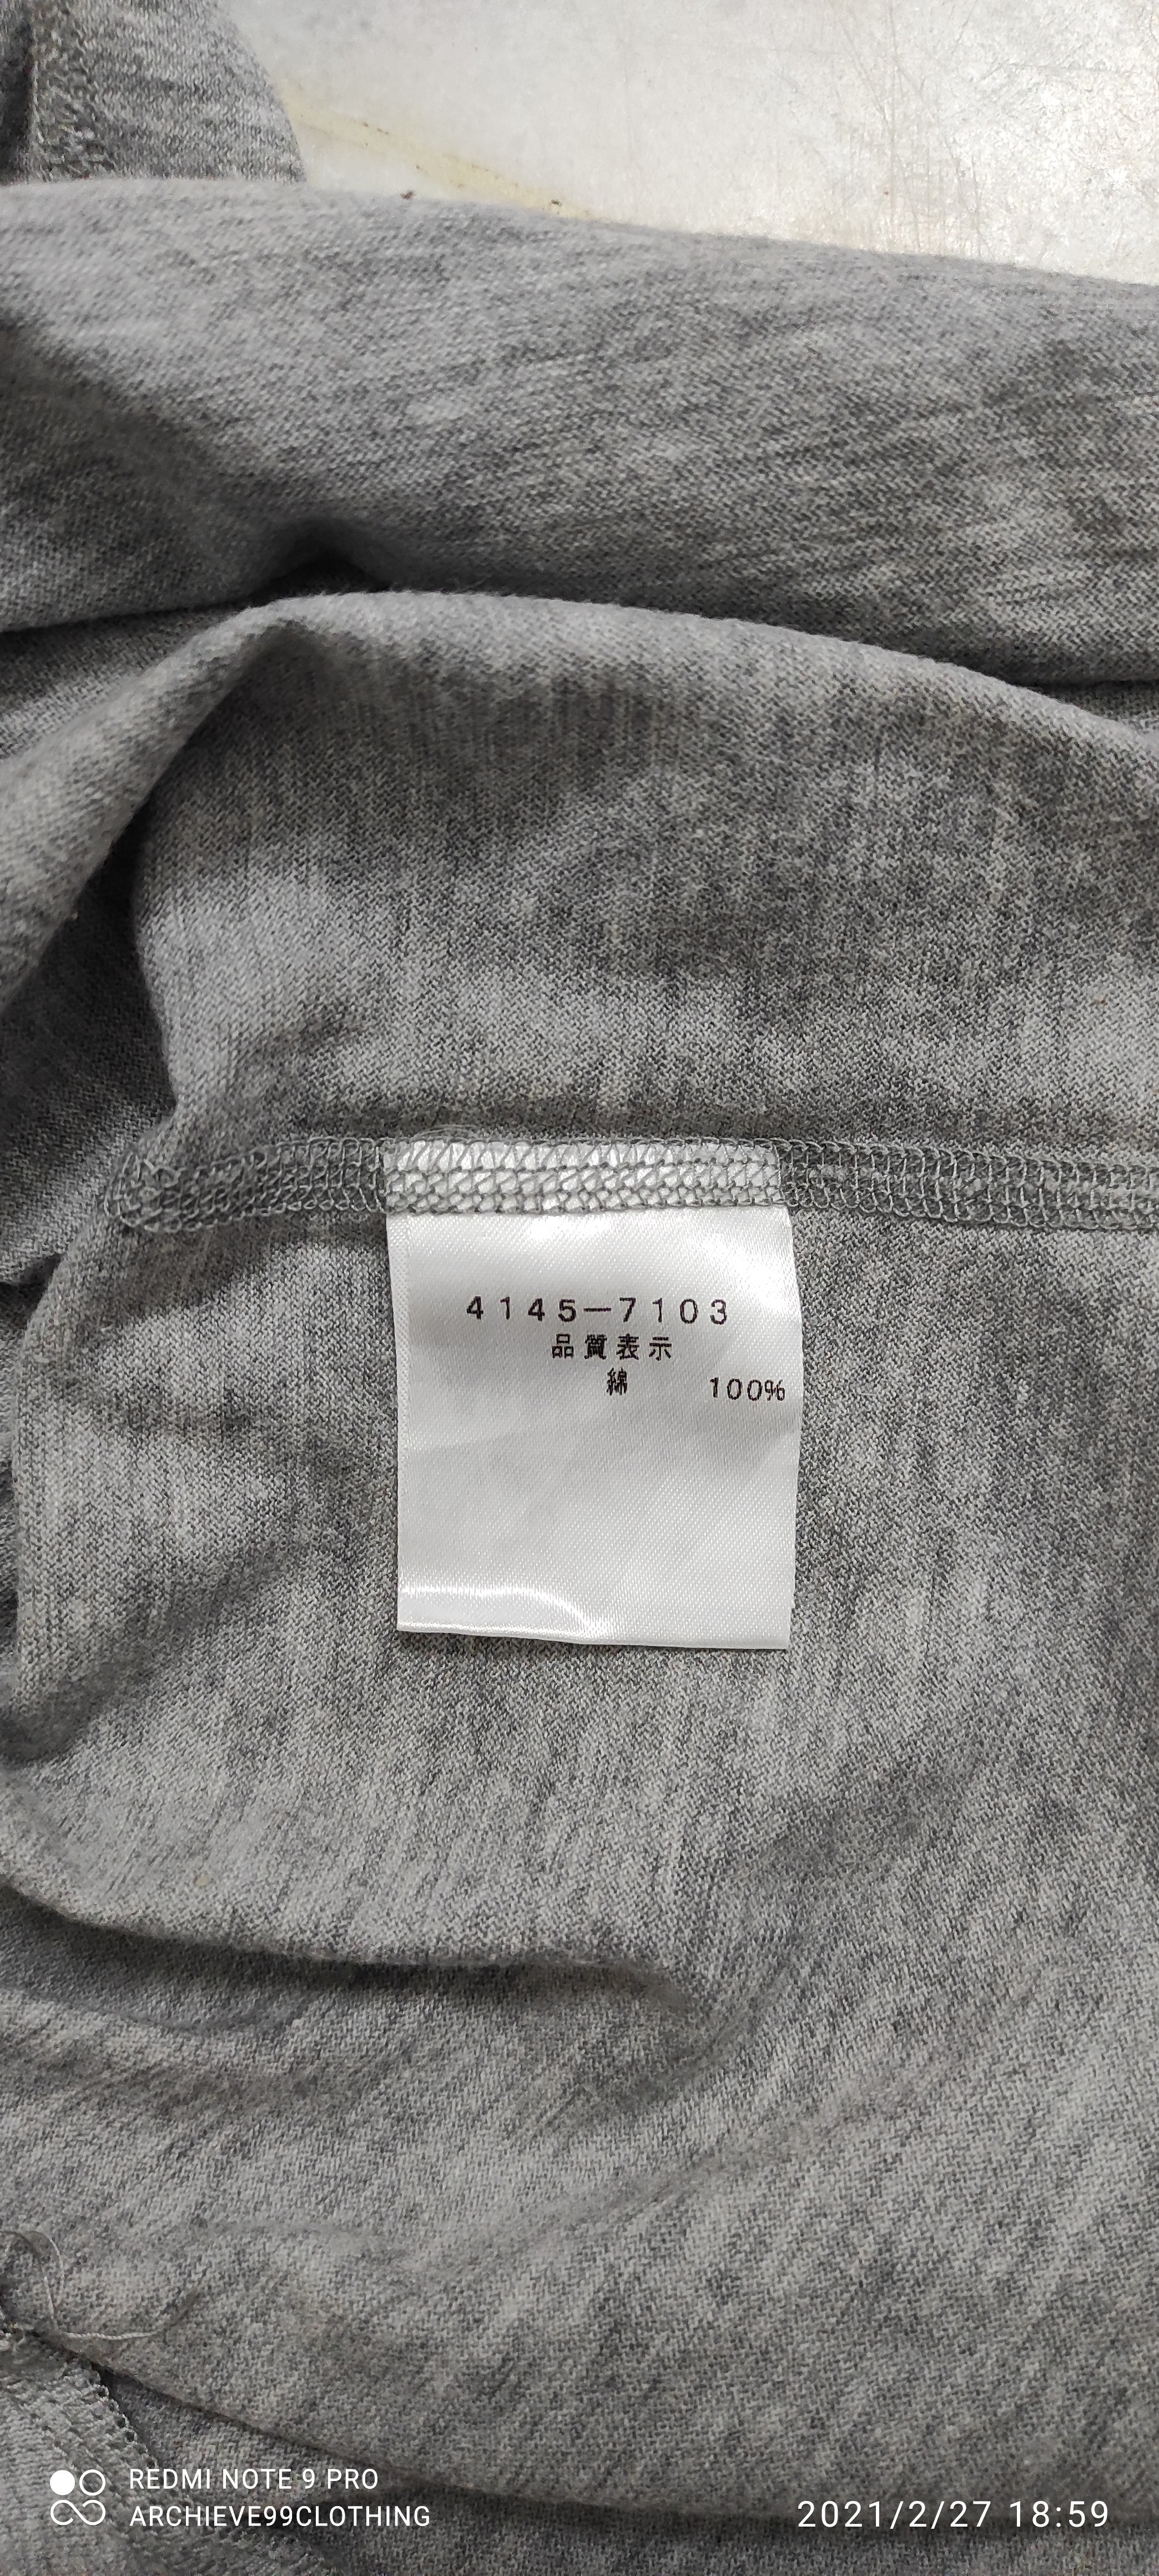 4145-7103
品質表示
綿 100%
REDMI NOTE 9 PRO
ARCHIEVE99CLOTHING
2021/2/27 18:59